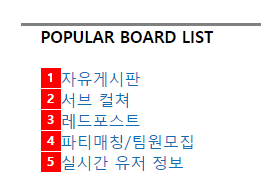 POPULAR BOARD LIST
1 자유게시판
2 서브 컬쳐
3 레드포스트
4 파티매칭/팀원모집
5 실시간 유저 정보